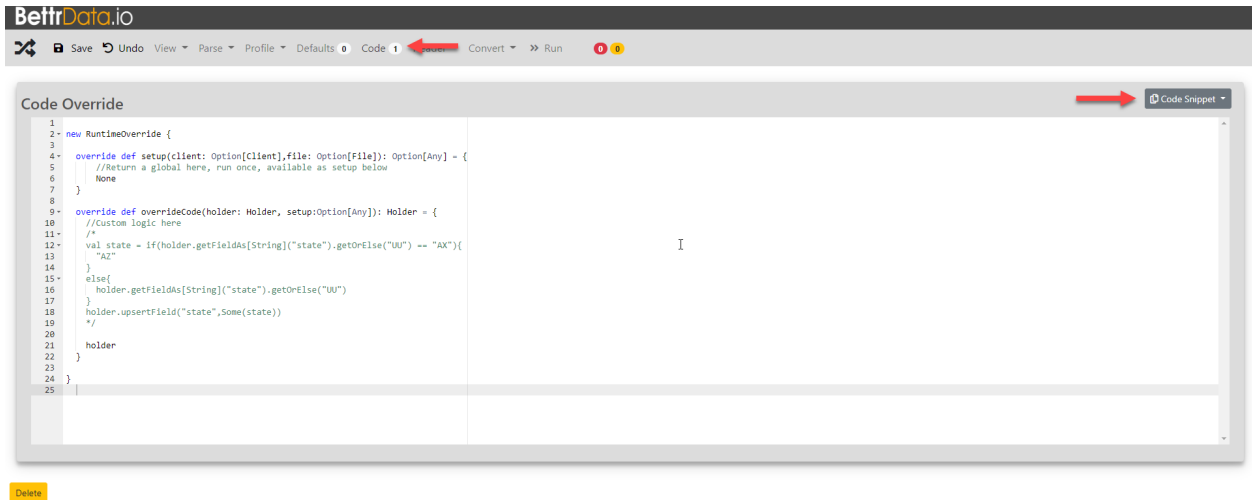 BettrData.io
Save Undo View Parse Profile Defaults 0 Code 1 Convert Run 0 0
Code Override
Code Snippet
1
2 new RuntimeOverride {
3
4 override def setup(client: Option[Client],file: Option[File]): Option[Any] = {
5 //Return a global here, run once, available as setup below
6 None
7 }
8
9 override def overrideCode(holder: Holder, setup:Option[Any]): Holder = {
10 //Custom logic here
11 /*
12 val state = if(holder.getFieldAs[String]("state").getOrElse("UU") == "AX"){
13 "AZ"
14 }
15 else{
16 holder.getFieldAs[String]("state").getOrElse("UU")
17 }
18 holder.upsertField("state",Some(state))
19 */
20
21 holder
22 }
23
24 }
25
Delete